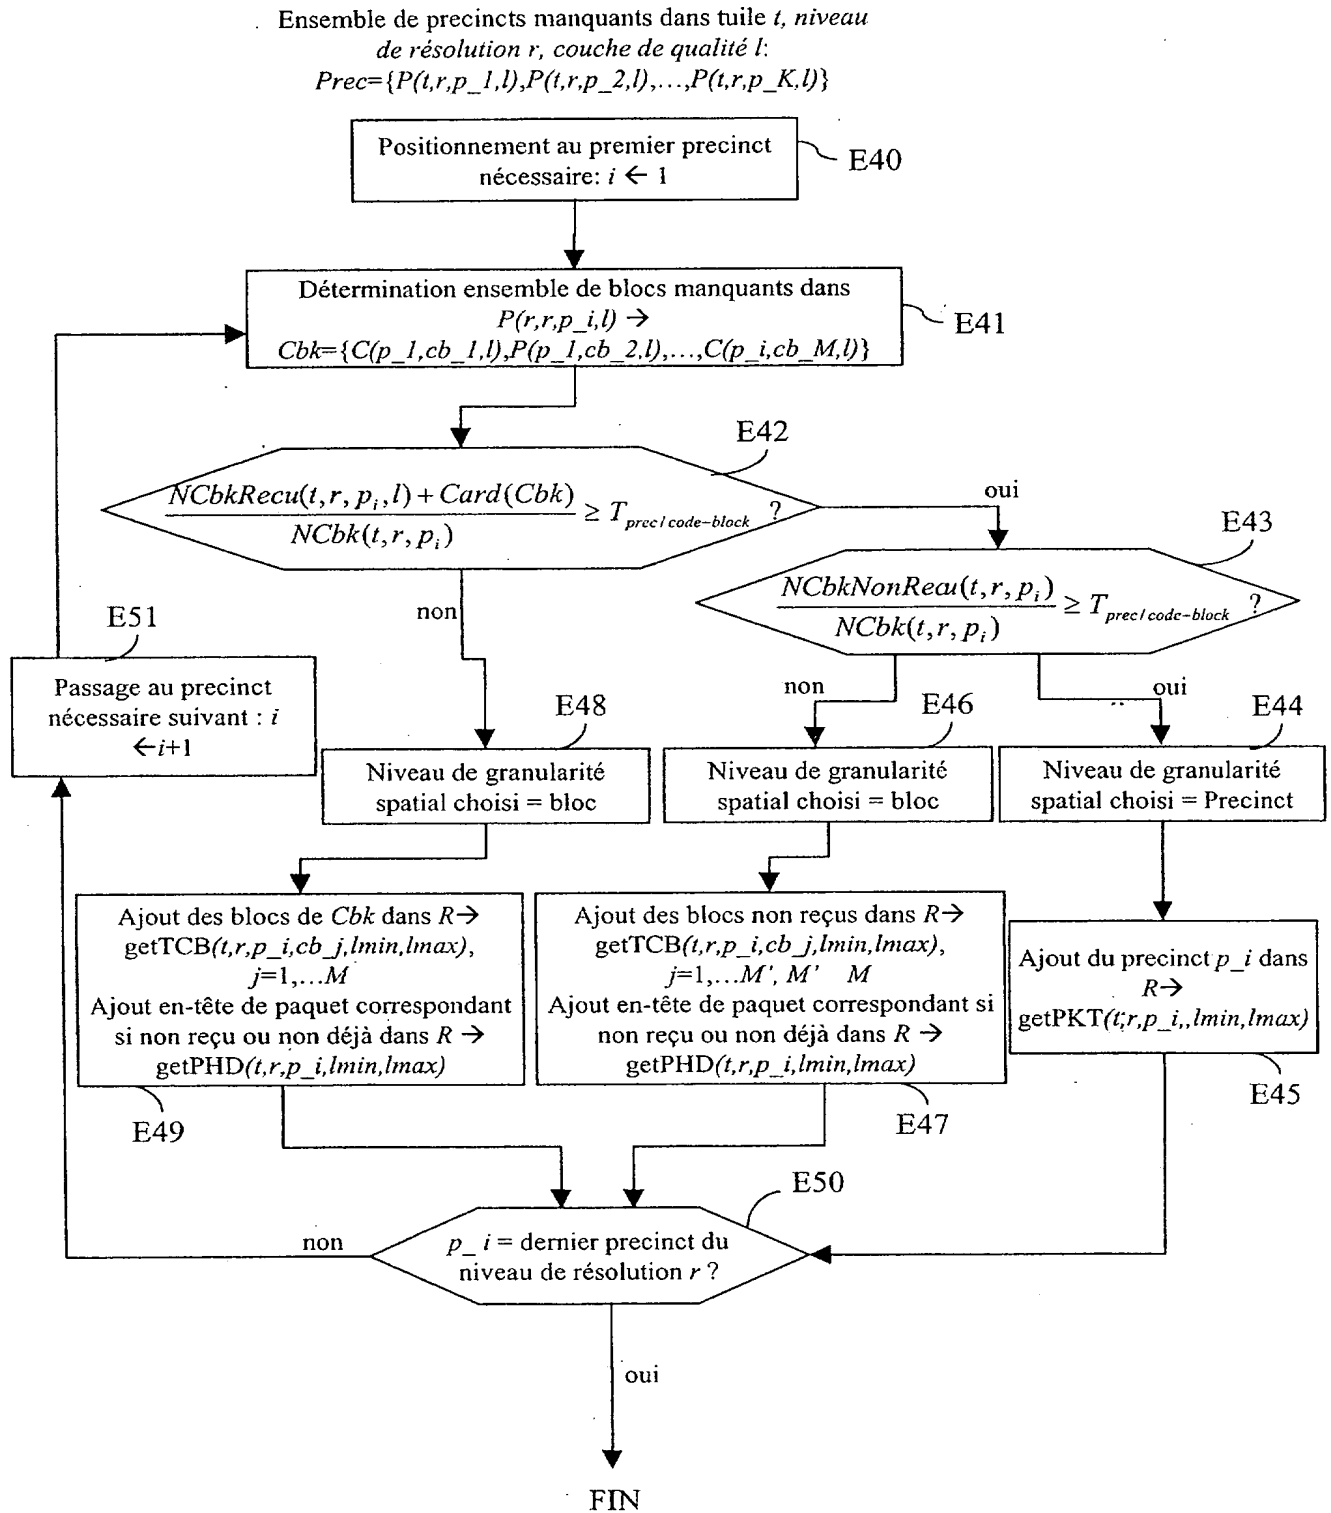 Ensemble de precincts manquants dans tuile t, niveau
de résolution r, couche de qualité l:
Prec={P(t,r,p_1,l),P(t,r,p_2,l),...,P(t,r,p_K,l)}
Positionnement au premier precinct
nécessaire: i ← 1
E40
Détermination ensemble de blocs manquants dans
P(r,r,p_i,l) →
Cbk={C(p_1,cb_1,l),P(p_1,cb_2,l),...,C(p_i,cb_M,l)}
E41
E42
NCbkRecu(t, r, p_i, l) + Card(Cbk)
NCbk(t, r, p_i)
≥ T_prec/code-block ?
oui
non
E43
NCbkNonRecu(t, r, p_i)
NCbk(t, r, p_i)
≥ T_prec/code-block ?
non
oui
E51
Passage au precinct
nécessaire suivant : i
←i+1
E48
Niveau de granularité
spatial choisi = bloc
E46
Niveau de granularité
spatial choisi = bloc
E44
Niveau de granularité
spatial choisi = Precinct
Ajout des blocs de Cbk dans R→
getTCB(t,r,p_i,cb_j,lmin,lmax),
j=1,...M
Ajout en-tête de paquet correspondant
si non reçu ou non déjà dans R →
getPHD(t,r,p_i,lmin,lmax)
E49
Ajout des blocs non reçus dans R→
getTCB(t,r,p_i,cb_j,lmin,lmax),
j=1,...M', M' M
Ajout en-tête de paquet correspondant si
non reçu ou non déjà dans R →
getPHD(t,r,p_i,lmin,lmax)
E47
Ajout du precinct p_i dans
R→
getPKT(t,r,p_i,,lmin,lmax)
E45
E50
p_ i = dernier precinct du
niveau de résolution r ?
non
oui
FIN